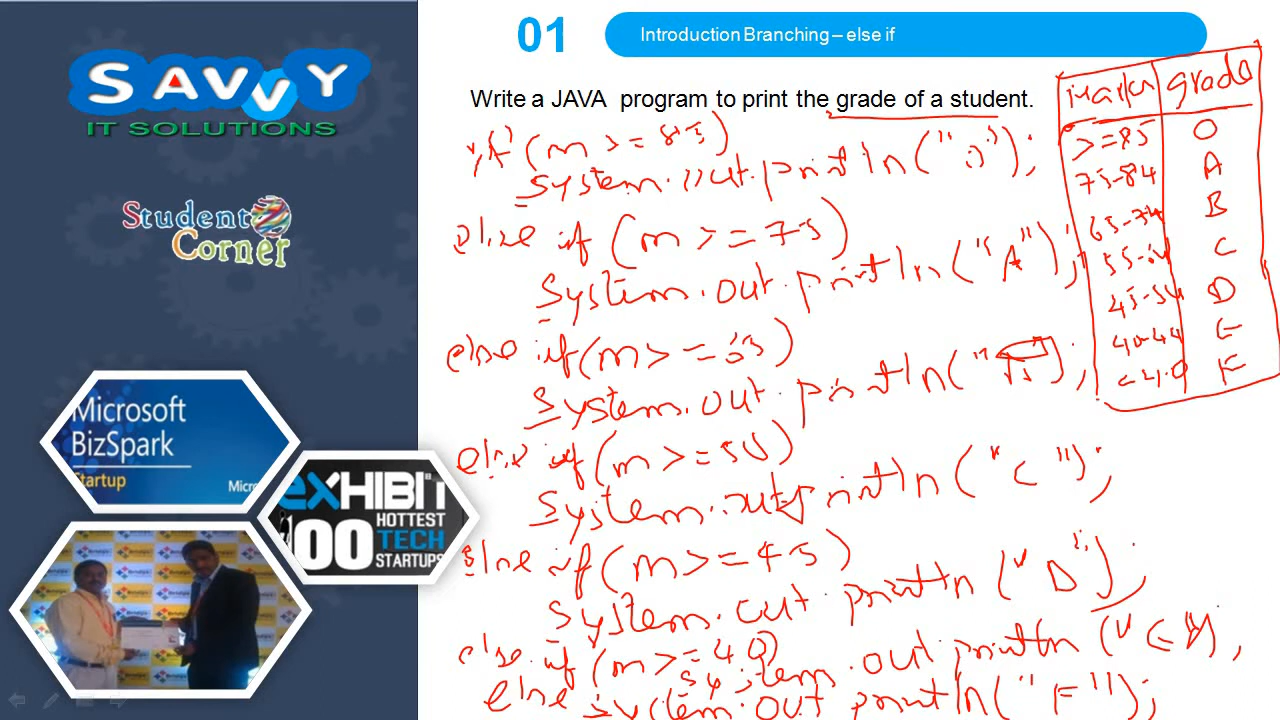 SAVVY
IT SOLUTIONS
Student
Corner
Microsoft
BizSpark
Startup
Micro
eXHIBIT
100 HOTTEST
TECH
STARTUPS
01
Introduction Branching – else if
Write a JAVA program to print the grade of a student.
if (m >= 85)
System.out.println("O");
else if (m >= 75)
System.out.println("A");
else if (m >= 65)
System.out.println("
else if (m >= 55)
System.out.println("C");
else if (m >= 45)
System.out.println("D");
else if (m >= 40)
System.out println("E");
else System.out println("F");
Marks grade
>=85 O
75-84 A
65-74 B
55-64 C
45-54 D
40-44 E
<40 F